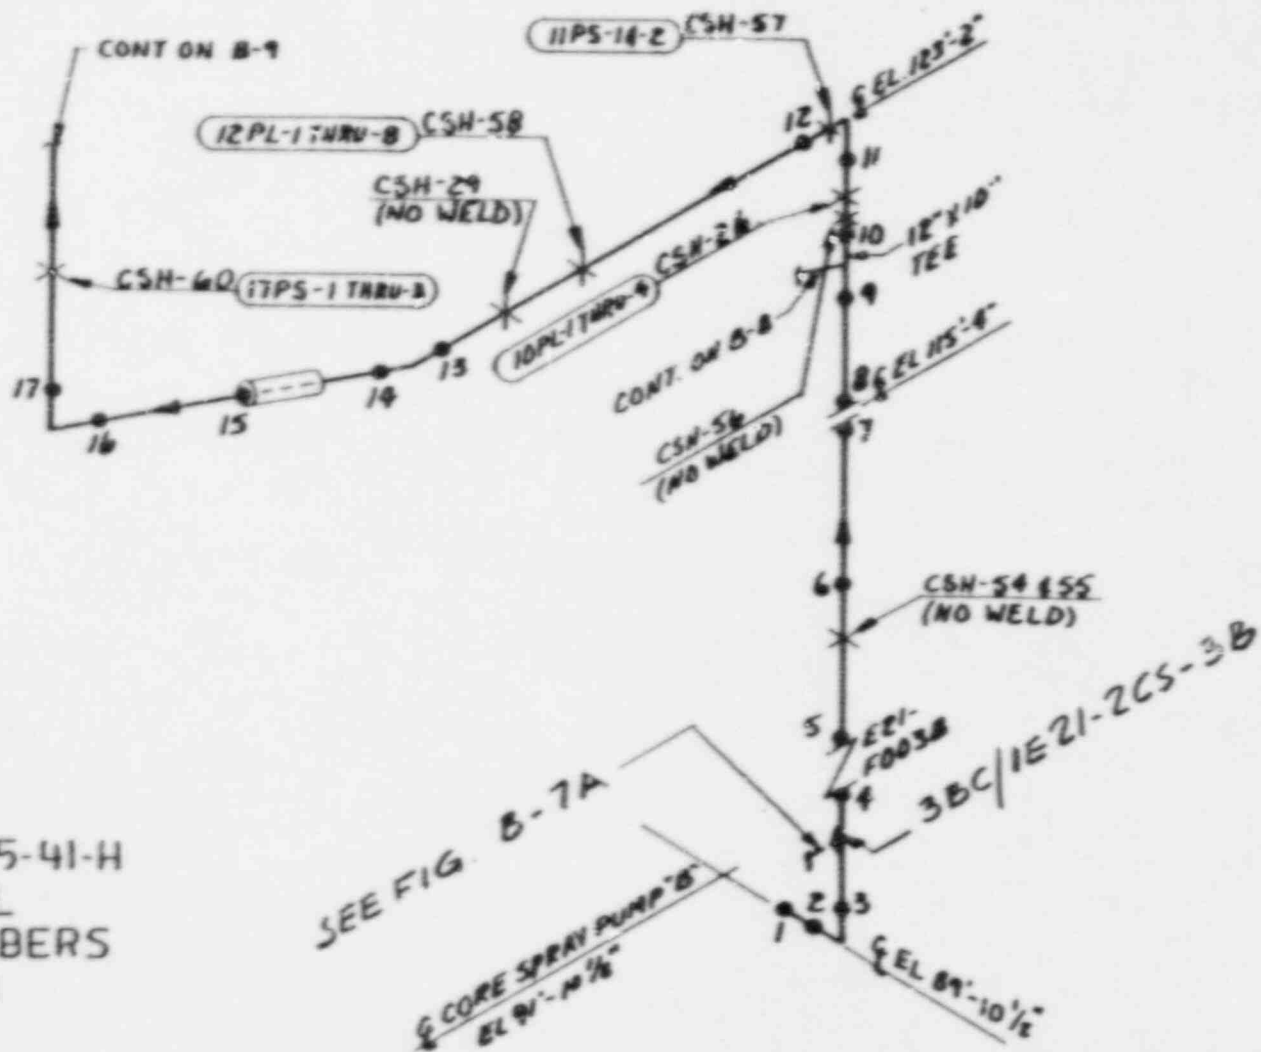 CONT ON B-9
11PS-14-2 CSH-57
℄ EL. 123'-2"
12PL-1 THRU-8 CSH-58
12
11
CSH-29
(NO WELD)
CSH-26
10PL-1 THRU-4
10
12" X 10"
TEE
CSH-60 17PS-1 THRU-
9
CONT. ON B-8
13
14
15
16
17
8
℄ EL 115'-4"
7
CSH-56
(NO WELD)
6
CSH-54 & 55
(NO WELD)
5
E21-
F003B
4
3BC/1E21-2CS-3B
SEE FIG. B-7A
5-41-H
L
BERS
1
2
3
℄ CORE SPRAY PUMP "B"
EL 91'-10 1/2"
℄ EL 89'-10 1/2"